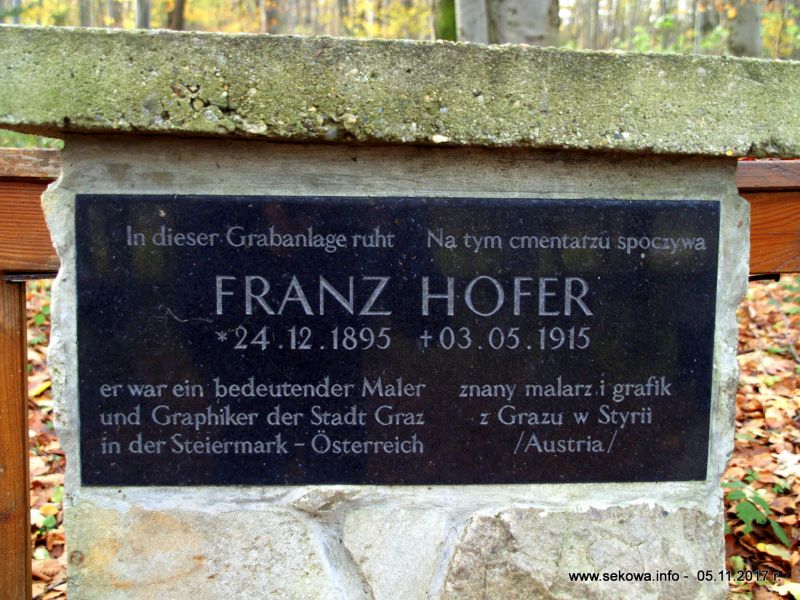 In dieser Grabanlage ruht
Na tym cmentarzu spoczywa
FRANZ HOFER
*24.12.1895 +03.05.1915
er war ein bedeutender Maler
und Graphiker der Stadt Graz
in der Steiermark - Österreich
znany malarz i grafik
z Grazu w Styrii
/Austria/
www.sekowa.info - 05.11.2017 r.